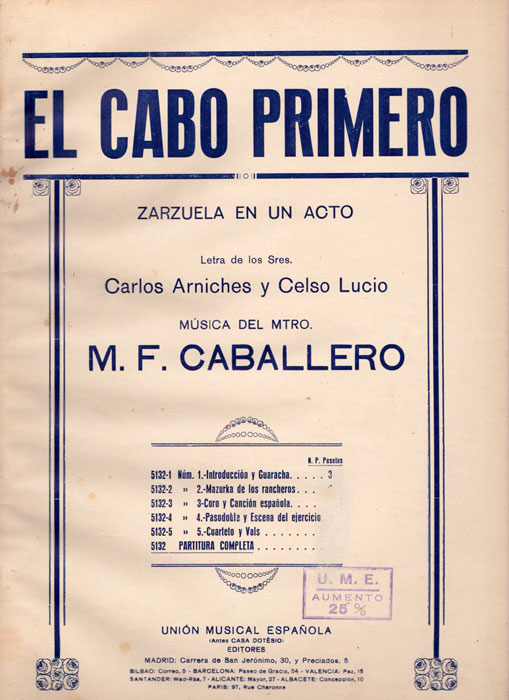 EL CABO PRIMERO
ZARZUELA EN UN ACTO
Letra de los Sres.
Carlos Arniches y Celso Lucio
MÚSICA DEL MTRO.
M. F. CABALLERO
N. P. Pesetas
5132-1 Núm. 1.-Introducción y Guaracha. . . . . 3
5132-2 » 2.-Mazurka de los rancheros. . .
5132-3 » 3-Coro y Canción española. . . .
5132-4 » 4.-Pasodoble y Escena del ejercicio
5132-5 » 5.-Cuarteto y Vals . . . . . . .
5132 PARTITURA COMPLETA . . . . . . . .
U. M. E.
AUMENTO
25 %
UNIÓN MUSICAL ESPAÑOLA
(Antes CASA DOTÉSIO)
EDITORES
MADRID: Carrera de San Jerónimo, 30, y Preciados, 5
BILBAO: Correo, 5 - BARCELONA: Paseo de Gracia, 54 - VALENCIA: Paz, 15
SANTANDER: Wad-Ras, 7 - ALICANTE: Mayor, 27 - ALBACETE: Concepción, 10
PARIS: 97, Rue Charonne